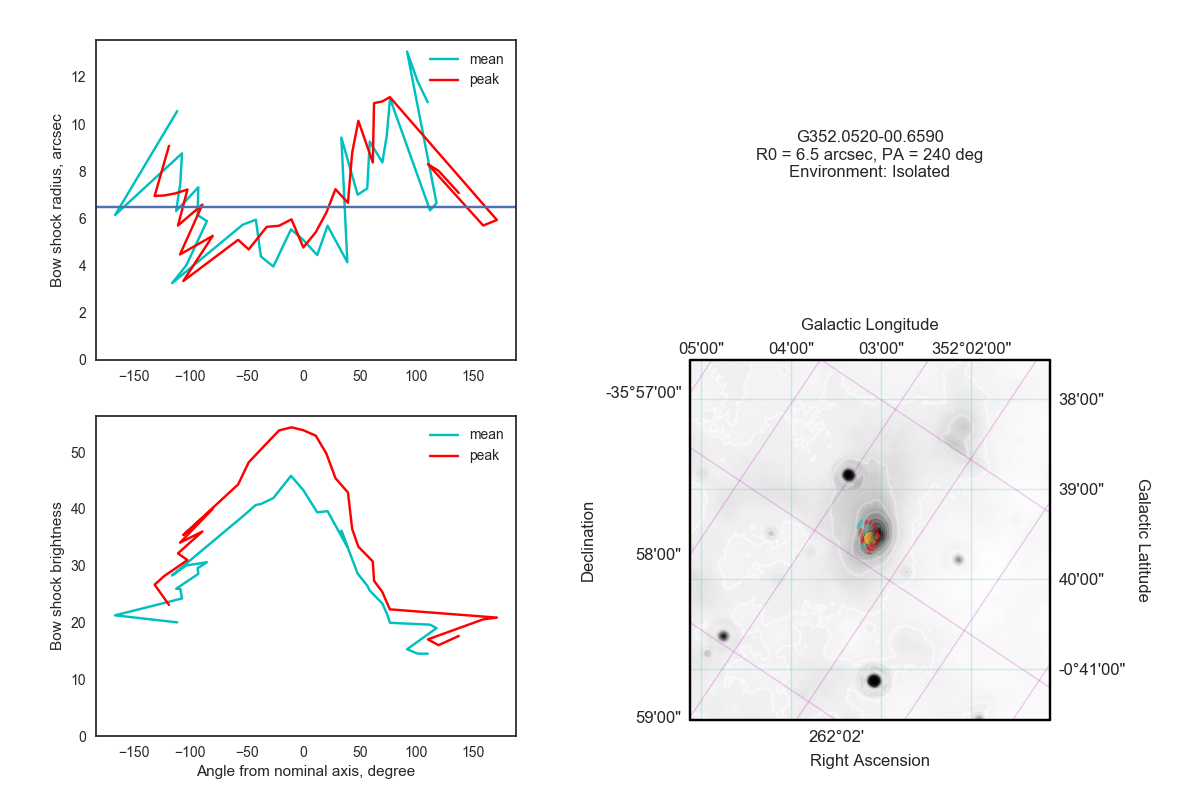 mean
peak
12
10
8
6
4
2
0
Bow shock radius, arcsec
−150 −100 −50 0 50 100 150
mean
peak
50
40
30
20
10
0
Bow shock brightness
−150 −100 −50 0 50 100 150
Angle from nominal axis, degree
G352.0520-00.6590
R0 = 6.5 arcsec, PA = 240 deg
Environment: Isolated
Galactic Longitude
05'00" 04'00" 03'00" 352°02'00"
-35°57'00"
58'00"
59'00"
Declination
38'00"
39'00"
40'00"
-0°41'00"
Galactic Latitude
262°02'
Right Ascension